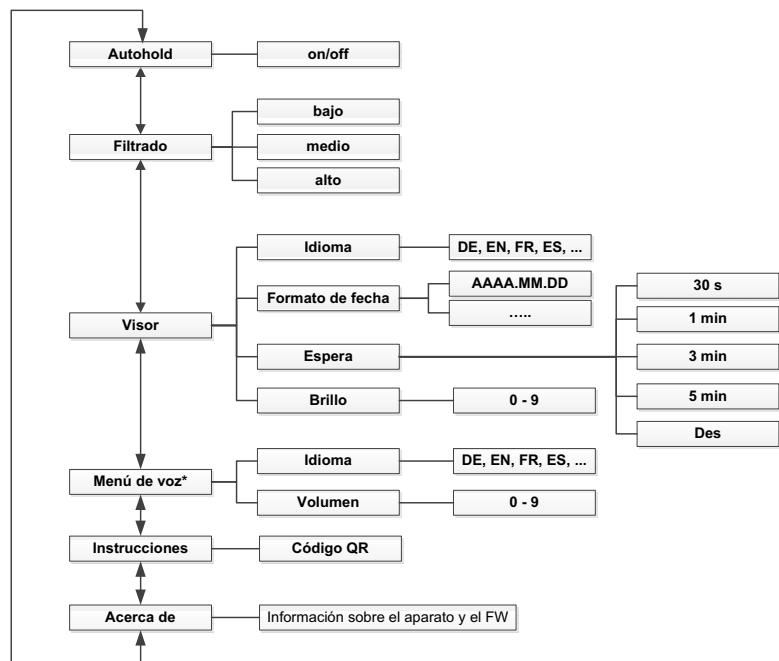 Autohold
on/off
Filtrado
bajo
medio
alto
Visor
Idioma
DE, EN, FR, ES, ...
Formato de fecha
AAAA.MM.DD
.....
Espera
30 s
1 min
3 min
5 min
Des
Brillo
0 - 9
Menú de voz*
Idioma
DE, EN, FR, ES, ...
Volumen
0 - 9
Instrucciones
Código QR
Acerca de
Información sobre el aparato y el FW